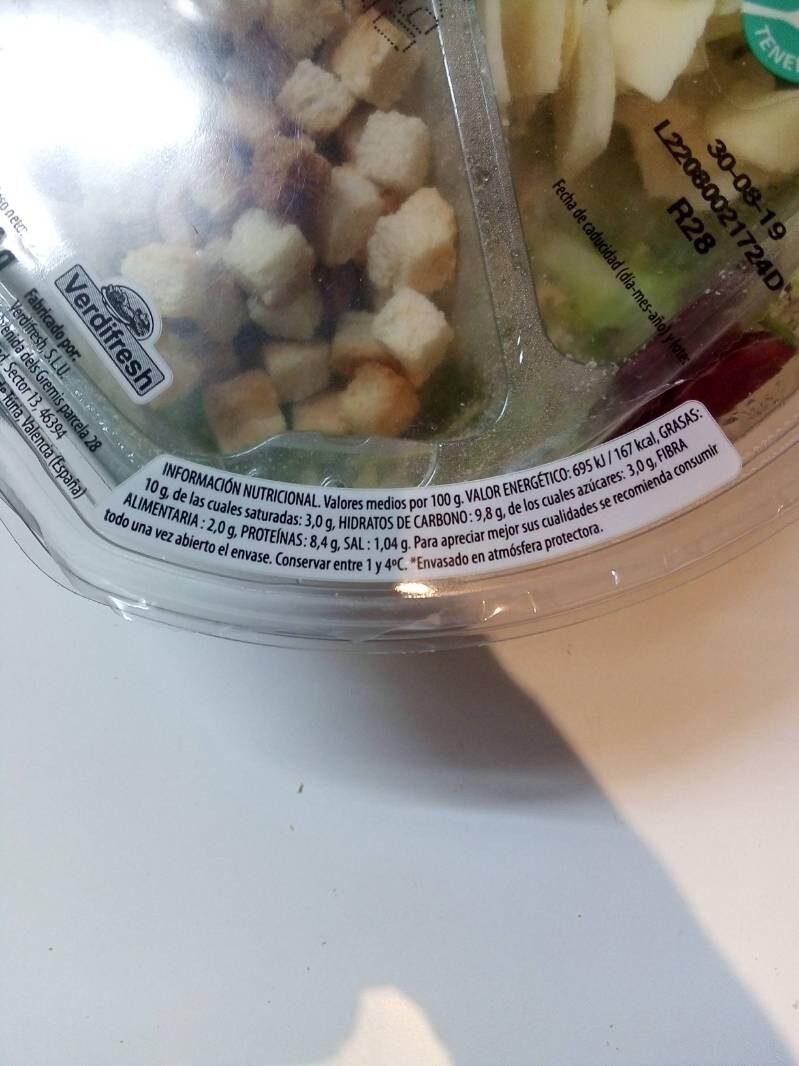 30-08-19
L22080021724D
R28
Fecha de caducidad (día-mes-año) y lote:
TENE
Verdifresh
Fabricado por:
Verdifresh, S.L.U.
dels Gremis parcela 28
Sector 13, 46394
Valencia (España)
INFORMACIÓN NUTRICIONAL. Valores medios por 100 g. VALOR ENERGÉTICO: 695 kJ / 167 kcal, GRASAS:
10 g, de las cuales saturadas: 3,0 g, HIDRATOS DE CARBONO: 9,8 g, de los cuales azúcares: 3,0 g, FIBRA
ALIMENTARIA : 2,0 g, PROTEÍNAS: 8,4 g, SAL : 1,04 g. Para apreciar mejor sus cualidades se recomienda consumir
todo una vez abierto el envase. Conservar entre 1 y 4ºC. *Envasado en atmósfera protectora.